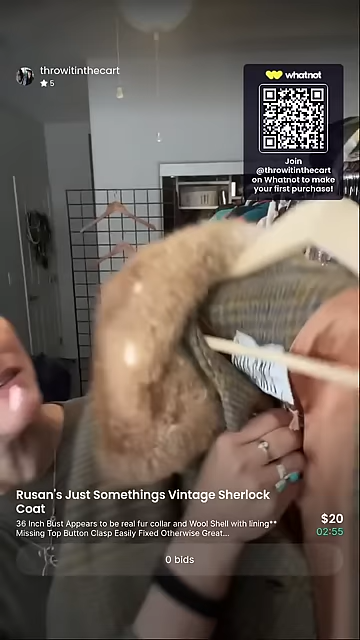 throwitinthecart
★5
whatnot
Join
@throwitinthecart
on Whatnot to make
your first purchase!
Rusan's Just Somethings Vintage Sherlock
Coat
36 Inch Bust Appears to be real fur collar and Wool Shell with lining**
Missing Top Button Clasp Easily Fixed Otherwise Great...
$20
02:55
0 bids